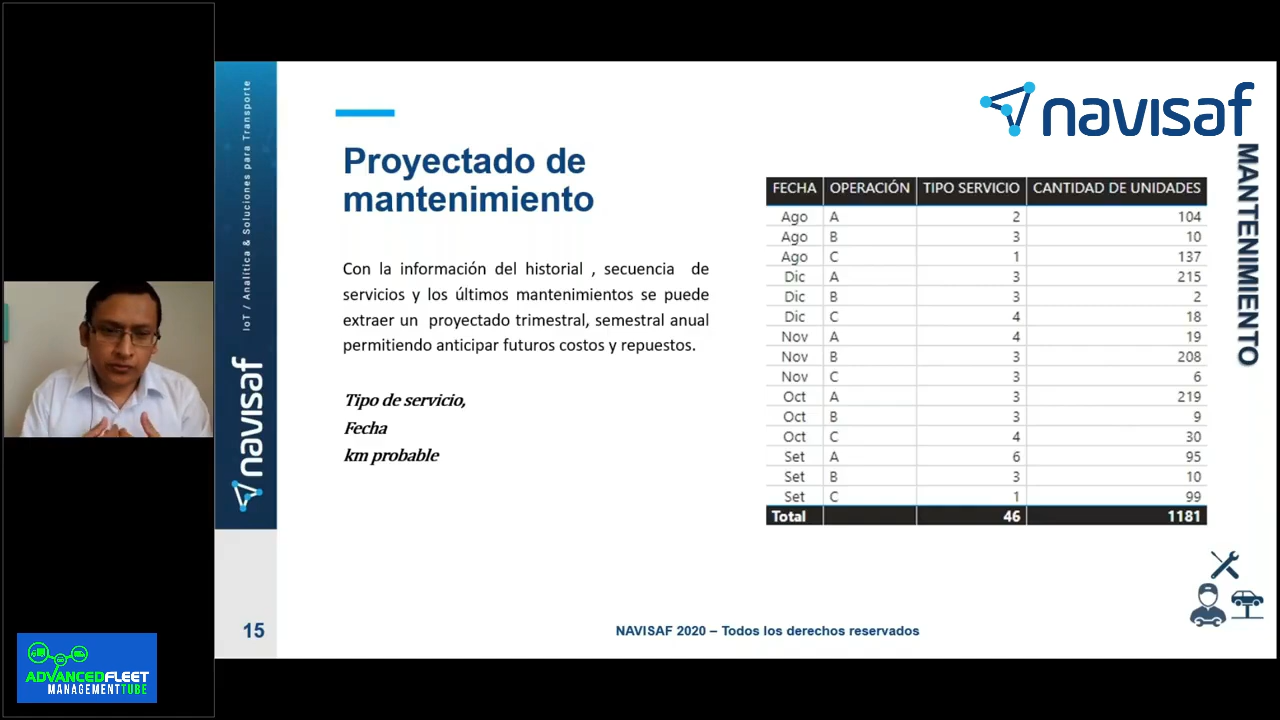 IoT / Analítica & Soluciones para Transporte
navisaf
navisaf
MANTENIMIENTO
Proyectado de
mantenimiento
Con la información del historial , secuencia de
servicios y los últimos mantenimientos se puede
extraer un proyectado trimestral, semestral anual
permitiendo anticipar futuros costos y repuestos.
Tipo de servicio,
Fecha
km probable
FECHA OPERACIÓN TIPO SERVICIO CANTIDAD DE UNIDADES
Ago A 2 104
Ago B 3 10
Ago C 1 137
Dic A 3 215
Dic B 3 2
Dic C 4 18
Nov A 4 19
Nov B 3 208
Nov C 3 6
Oct A 3 219
Oct B 3 9
Oct C 4 30
Set A 6 95
Set B 3 10
Set C 1 99
Total 46 1181
15
NAVISAF 2020 – Todos los derechos reservados
ADVANCEDFLEET
MANAGEMENTTUBE